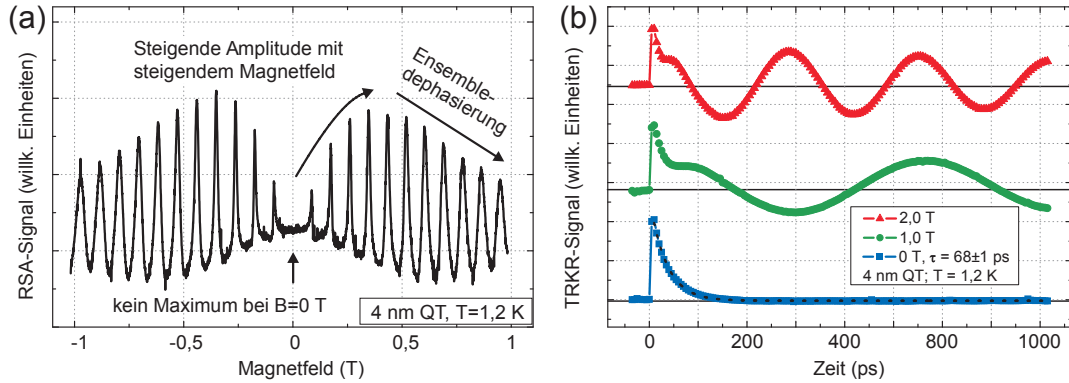 (a)
Steigende Amplitude mit
steigendem Magnetfeld
Ensemble-
dephasierung
RSA-Signal (willk. Einheiten)
kein Maximum bei B=0 T
4 nm QT, T=1,2 K
-1
-0,5
0
0,5
1
Magnetfeld (T)
(b)
TRKR-Signal (willk. Einheiten)
2,0 T
1,0 T
0 T, τ = 68±1 ps
4 nm QT; T = 1,2 K
0
200
400
600
800
1000
Zeit (ps)